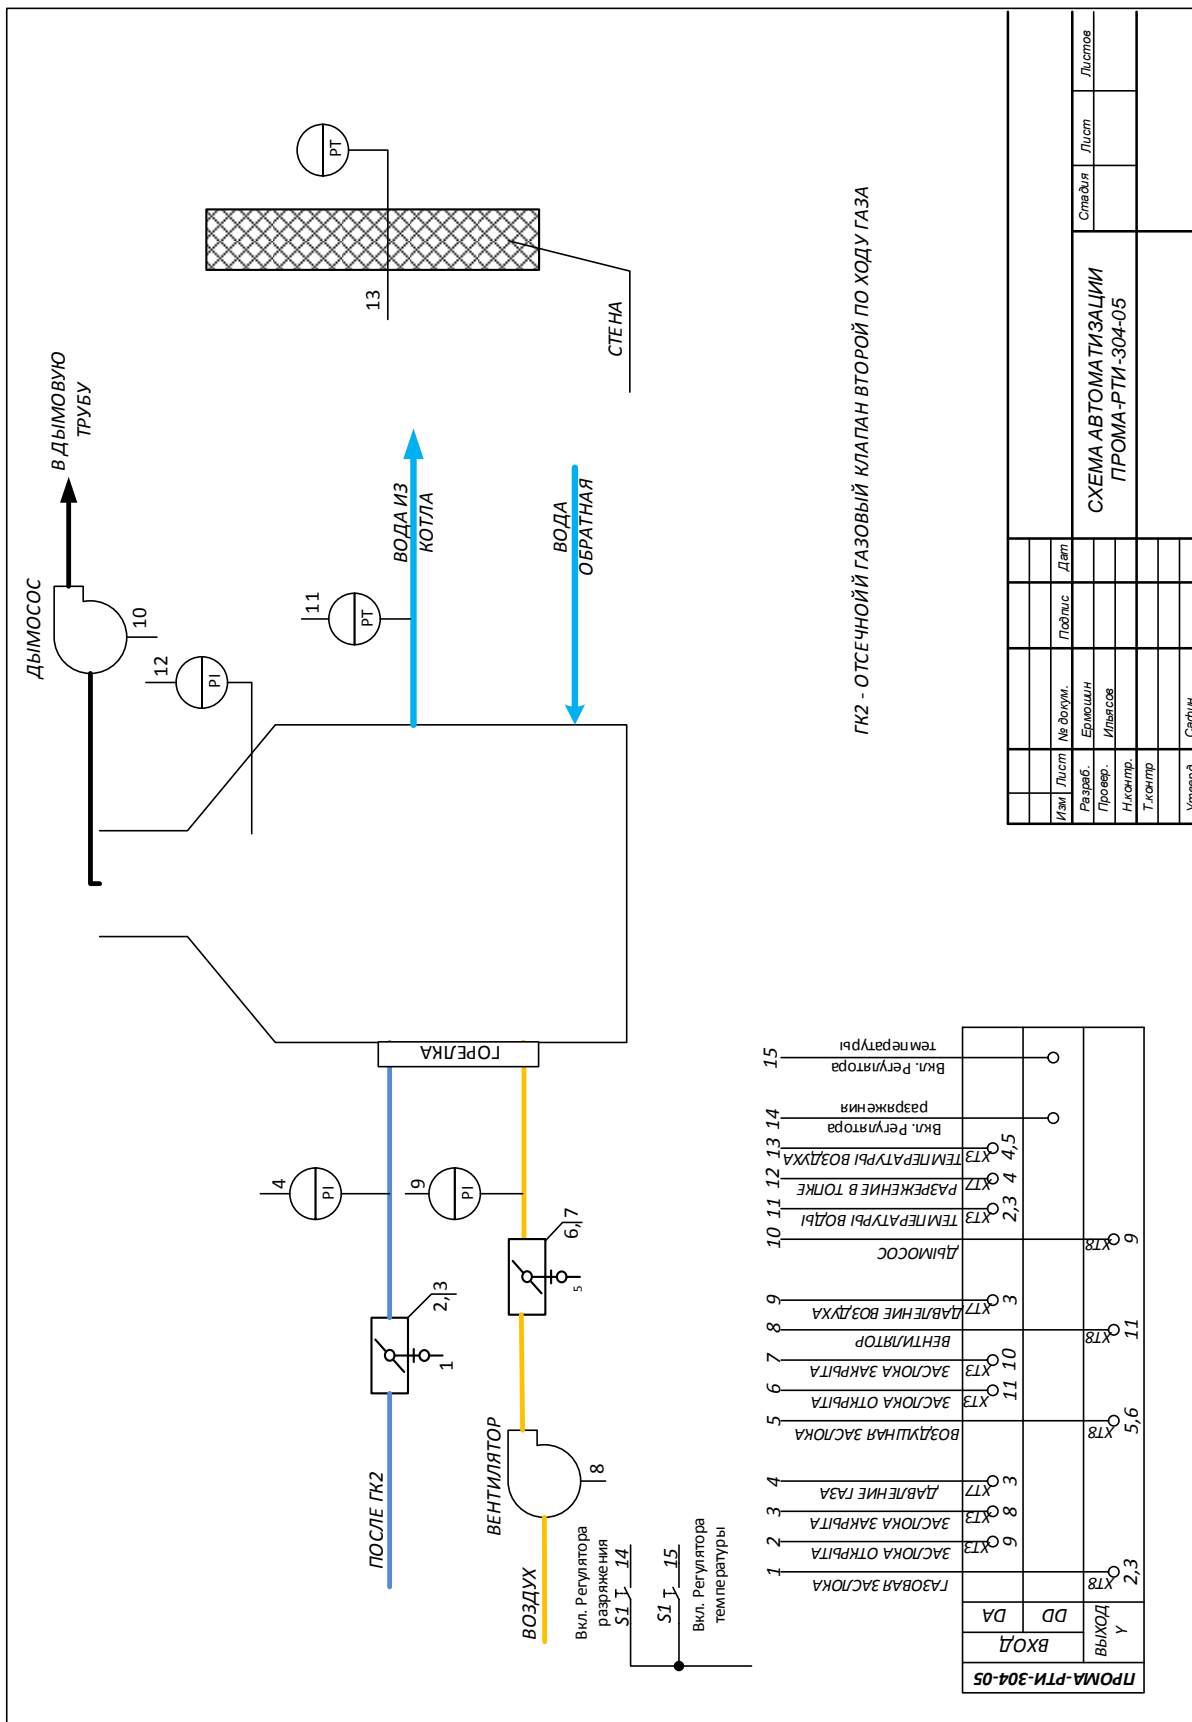 В ДЫМОВУЮ
ТРУБУ
ДЫМОСОС
10
12
PI
11
PT
ВОДА ИЗ
КОТЛА
ВОДА
ОБРАТНАЯ
PT
13
СТЕНА
ГОРЕЛКА
4
PI
9
PI
2,3
1
6,7
5
ПОСЛЕ ГК2
ВЕНТИЛЯТОР
8
ВОЗДУХ
Вкл. Регулятора
разряжения
S1
14
S1
15
Вкл. Регулятора
температуры
ГК2 - ОТСЕЧНОЙЙ ГАЗОВЫЙ КЛАПАН ВТОРОЙ ПО ХОДУ ГАЗА
1
ГАЗОВАЯ ЗАСЛОКА
XT8
2,3
2
ЗАСЛОКА ОТКРЫТА
XT3
9
3
ЗАСЛОКА ЗАКРЫТА
XT3
8
4
ДАВЛЕНИЕ ГАЗА
XT7
3
5
ВОЗДУШНАЯ ЗАСЛОКА
XT8
5,6
6
ЗАСЛОКА ОТКРЫТА
XT3
11
7
ЗАСЛОКА ЗАКРЫТА
XT3
10
8
ВЕНТИЛЯТОР
XT8
11
9
ДАВЛЕНИЕ ВОЗДУХА
XT7
3
10
ДЫМОСОС
XT8
9
11
ТЕМПЕРАТУРЫ ВОДЫ
XT3
2,3
12
РАЗРЕЖЕНИЕ В ТОПКЕ
XT7
4
13
ТЕМПЕРАТУРЫ ВОЗДУХА
XT3
4,5
14
Вкл. Регулятора
разряжения
15
Вкл. Регулятора
температуры
ПРОМА-РТИ-304-05
ВХОД
DA
DD
ВЫХОД
Y
Изм
Лист
№ докум.
Подпис
Дат
Разраб.
Ермошин
Провер.
Ильясов
Н.контр.
Т.контр
Утверд.
Сафин
СХЕМА АВТОМАТИЗАЦИИ
ПРОМА-РТИ-304-05
Стадия
Лист
Листов